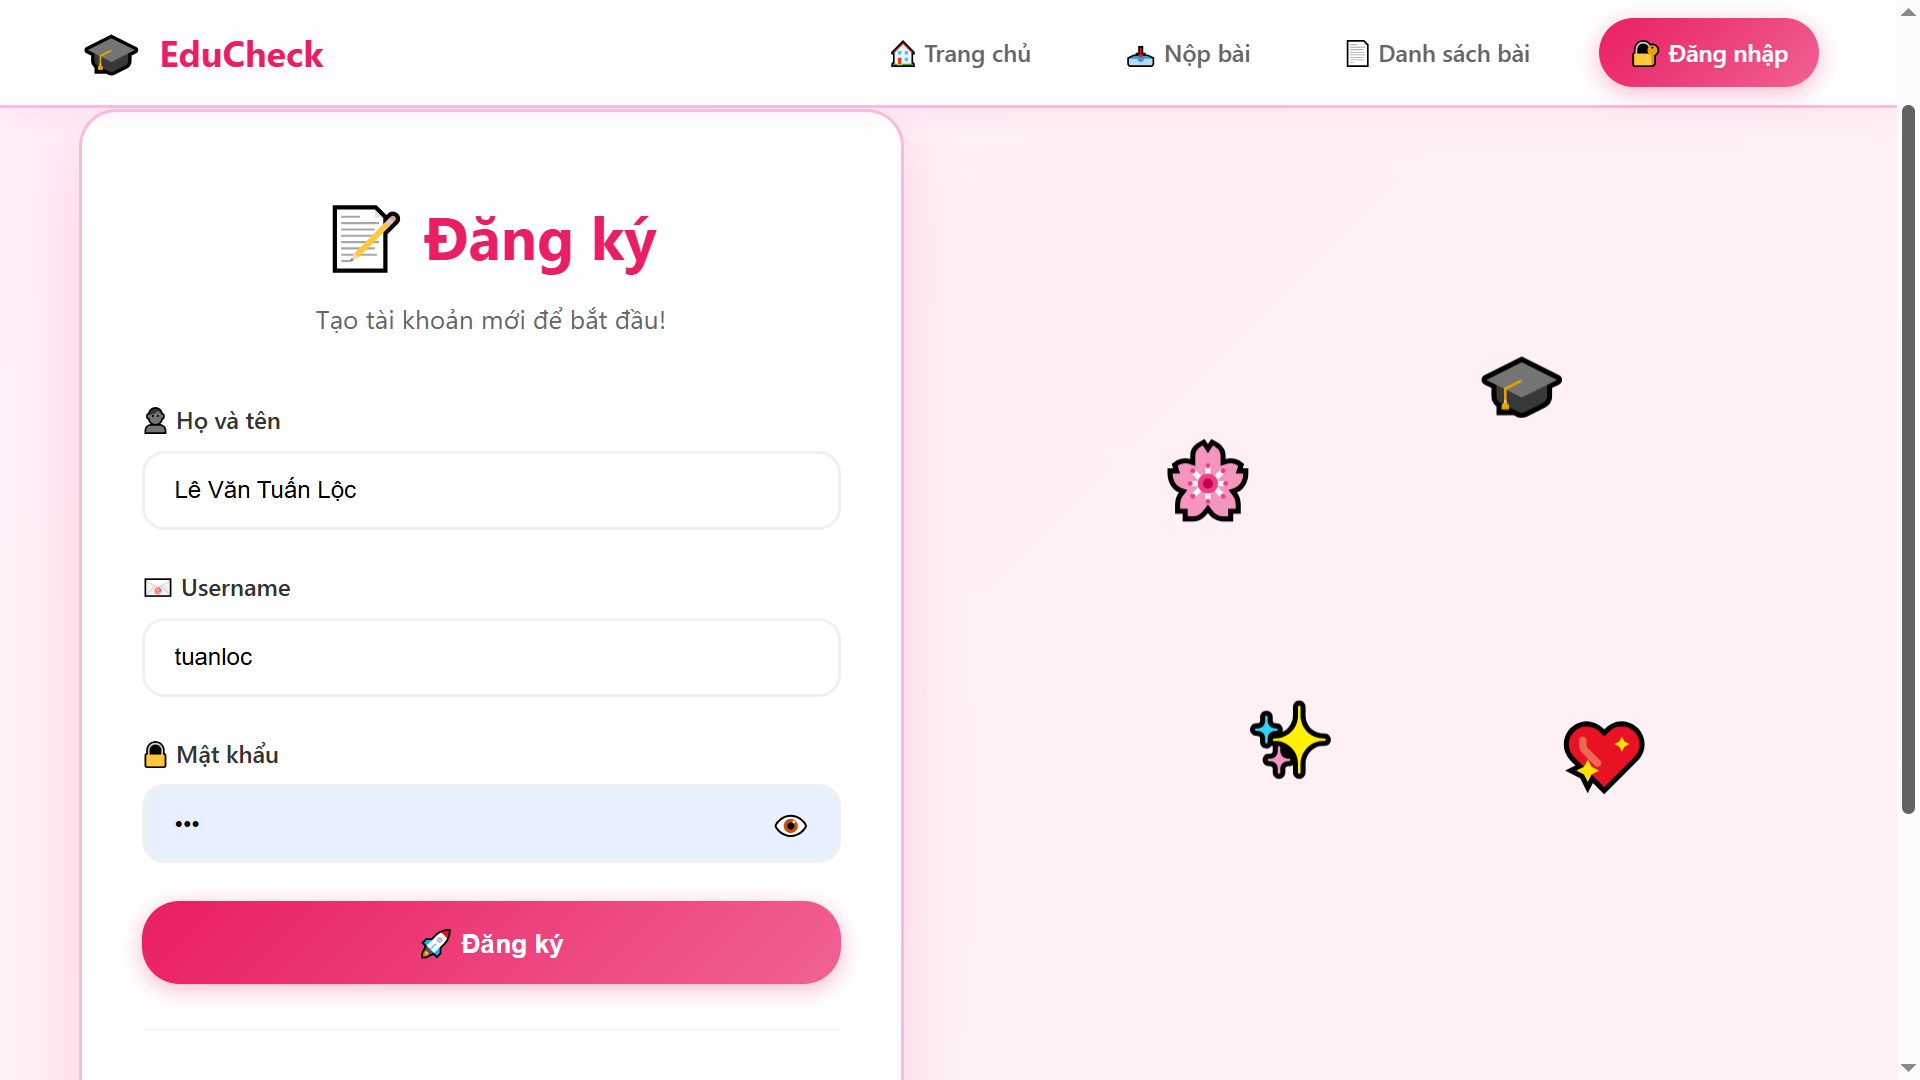 EduCheck
Trang chủ
Nộp bài
Danh sách bài
Đăng nhập
Đăng ký
Tạo tài khoản mới để bắt đầu!
Họ và tên
Lê Văn Tuấn Lộc
Username
tuanloc
Mật khẩu
•••
Đăng ký